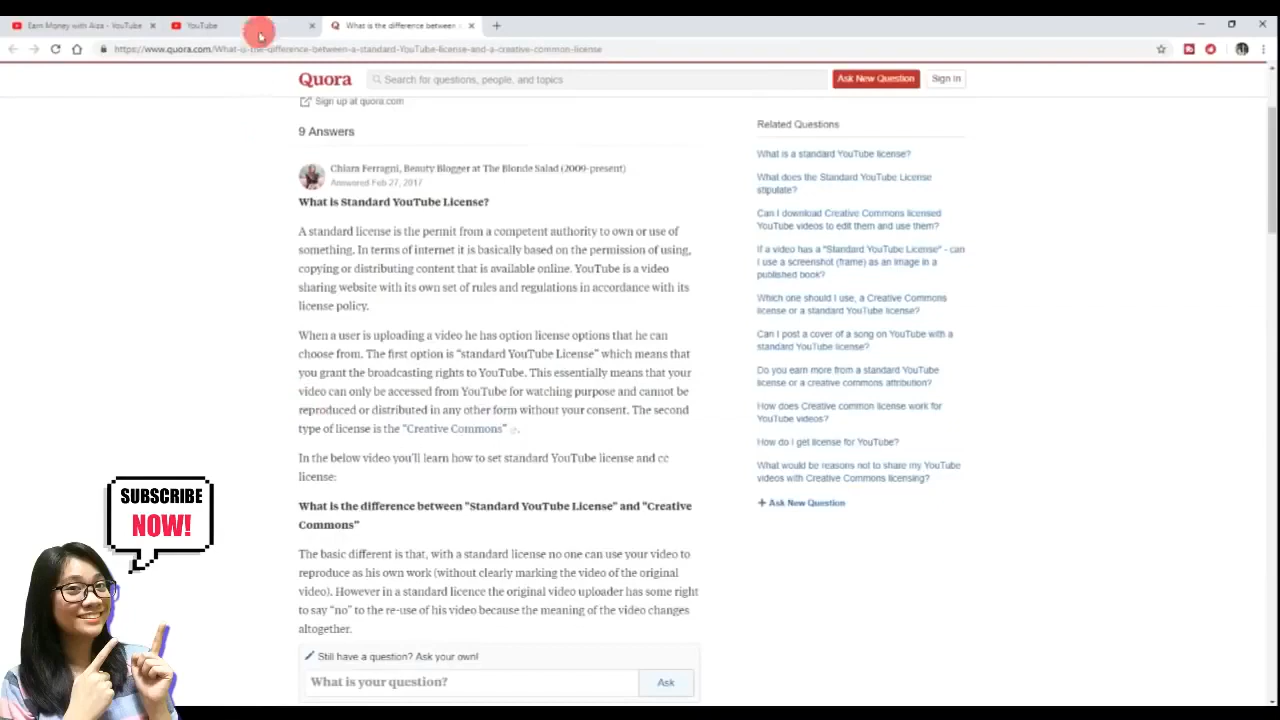 Earn Money with Aiza - YouTube
YouTube
What is the difference between
https://www.quora.com/What-is-the-difference-between-a-standard-YouTube-license-and-a-creative-common-license
Quora
Search for questions, people, and topics
Ask New Question
Sign In
Sign up at quora.com
9 Answers
Chiara Ferragni, Beauty Blogger at The Blonde Salad (2009-present)
Answered Feb 27, 2017
What is Standard YouTube License?
A standard license is the permit from a competent authority to own or use of
something. In terms of internet it is basically based on the permission of using,
copying or distributing content that is available online. YouTube is a video
sharing website with its own set of rules and regulations in accordance with its
license policy.
When a user is uploading a video he has option license options that he can
choose from. The first option is "standard YouTube License" which means that
you grant the broadcasting rights to YouTube. This essentially means that your
video can only be accessed from YouTube for watching purpose and cannot be
reproduced or distributed in any other form without your consent. The second
type of license is the "Creative Commons" .
In the below video you'll learn how to set standard YouTube license and cc
license:
What is the difference between "Standard YouTube License" and "Creative
Commons"
The basic different is that, with a standard license no one can use your video to
reproduce as his own work (without clearly marking the video of the original
video). However in a standard licence the original video uploader has some right
to say "no" to the re-use of his video because the meaning of the video changes
altogether.
Still have a question? Ask your own!
What is your question?
Ask
Related Questions
What is a standard YouTube license?
What does the Standard YouTube License
stipulate?
Can I download Creative Commons licensed
YouTube videos to edit them and use them?
If a video has a "Standard YouTube License" - can
I use a screenshot (frame) as an image in a
published book?
Which one should I use, a Creative Commons
license or a standard YouTube license?
Can I post a cover of a song on YouTube with a
standard YouTube license?
Do you earn more from a standard YouTube
license or a creative commons attribution?
How does Creative common license work for
YouTube videos?
How do I get license for YouTube?
What would be reasons not to share my YouTube
videos with Creative Commons licensing?
+ Ask New Question
SUBSCRIBE
NOW!